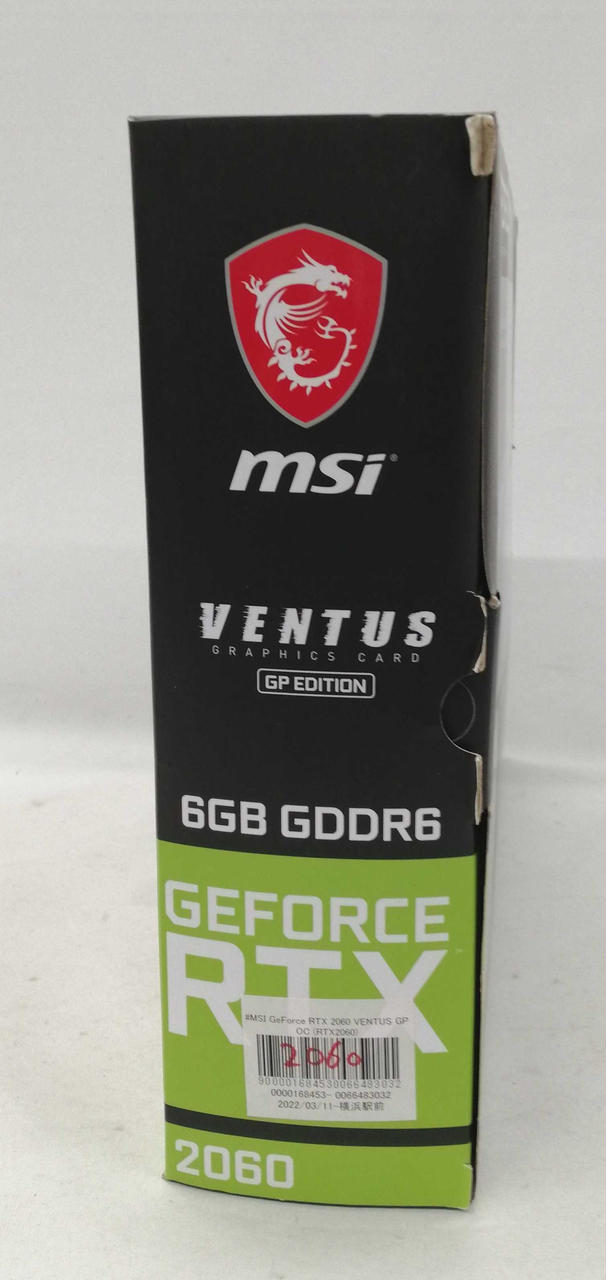 msi®
VENTUS
GRAPHICS CARD
GP EDITION
6GB GDDR6
GEFORCE
RTX
#MSI GeForce RTX 2060 VENTUS GP
OC (RTX2060)
2060
900001684530066483032
0000168453- 0066483032
2022/03/11-横浜駅前
2060